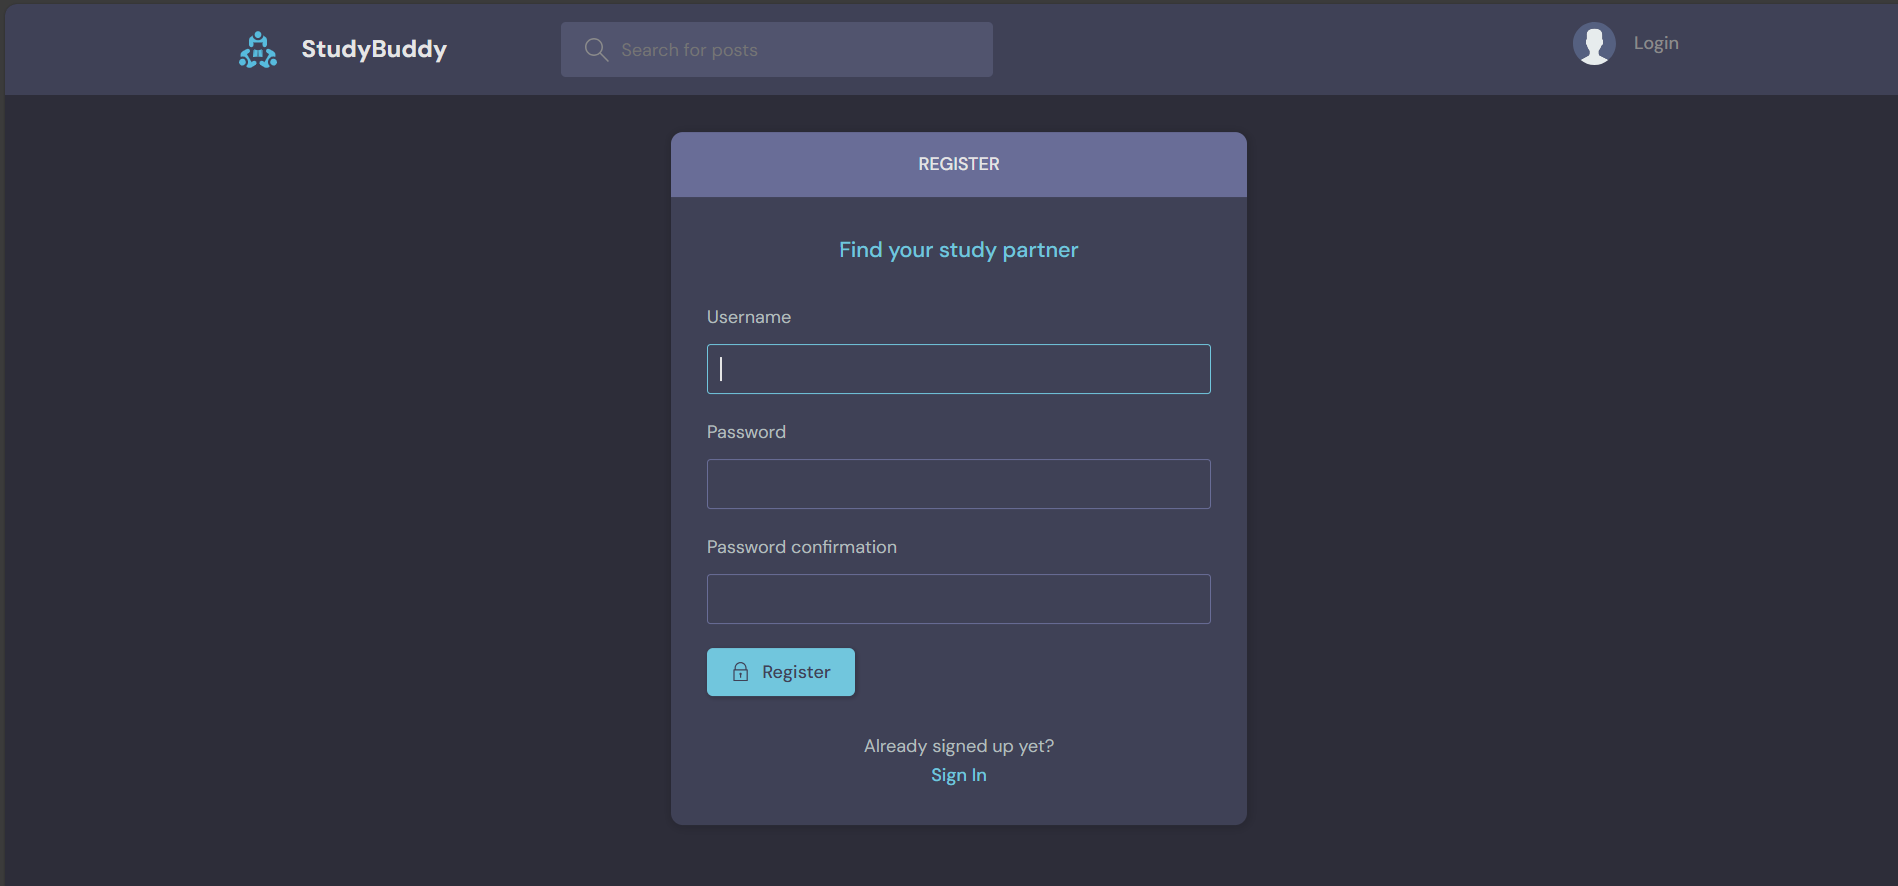 StudyBuddy
Search for posts
Login
REGISTER
Find your study partner
Username
Password
Password confirmation
Register
Already signed up yet?
Sign In